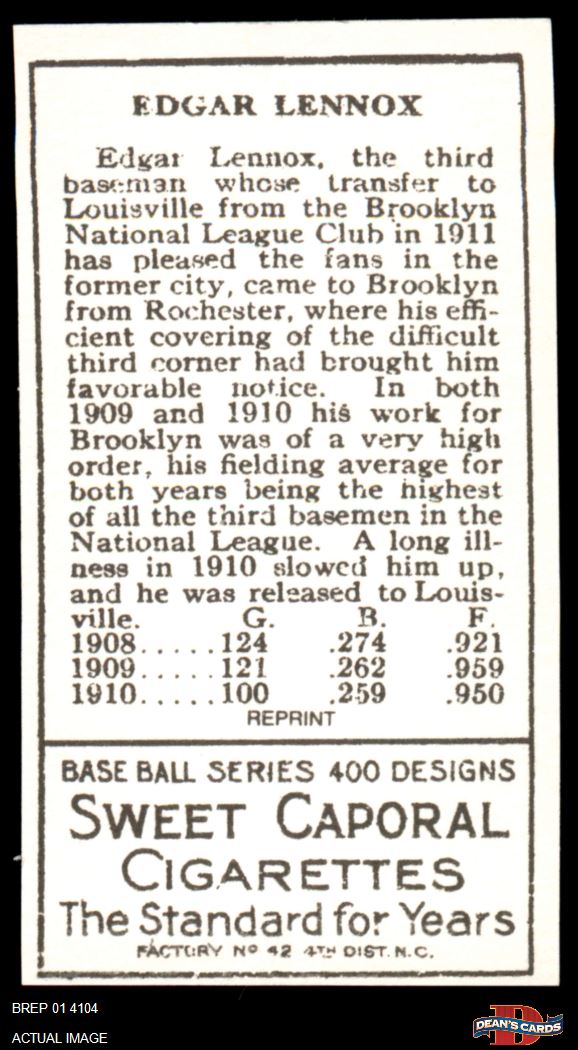 EDGAR LENNOX
Edgar Lennox, the third
baseman whose transfer to
Louisville from the Brooklyn
National League Club in 1911
has pleased the fans in the
former city, came to Brooklyn
from Rochester, where his effi-
cient covering of the difficult
third corner had brought him
favorable notice. In both
1909 and 1910 his work for
Brooklyn was of a very high
order, his fielding average for
both years being the highest
of all the third basemen in the
National League. A long ill-
ness in 1910 slowed him up,
and he was released to Louis-
ville. G. B. F.
1908.....124 .274 .921
1909.....121 .262 .959
1910.....100 .259 .950
REPRINT
BASE BALL SERIES 400 DESIGNS
SWEET CAPORAL
CIGARETTES
The Standard for Years
FACTORY Nº 42 4TH DIST. N.C.
BREP 01 4104
ACTUAL IMAGE
D
DEAN'S CARDS